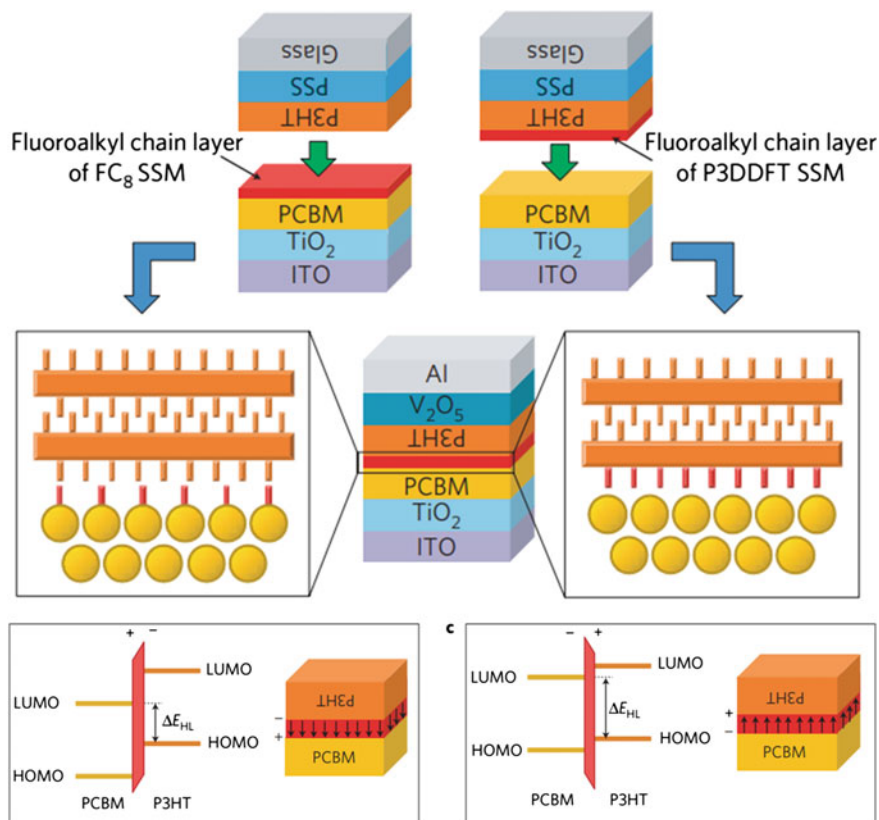 Glass
PSS
P3HT
Glass
PSS
P3HT
Fluoroalkyl chain layer
of FC₈ SSM
Fluoroalkyl chain layer
of P3DDFT SSM
PCBM
TiO₂
ITO
PCBM
TiO₂
ITO
Al
V₂O₅
P3HT
PCBM
TiO₂
ITO
+ −
LUMO
LUMO
ΔE_HL
HOMO
HOMO
PCBM P3HT
P3HT
−
+
PCBM
c
− +
LUMO
LUMO
ΔE_HL
HOMO
HOMO
PCBM P3HT
P3HT
+
−
PCBM